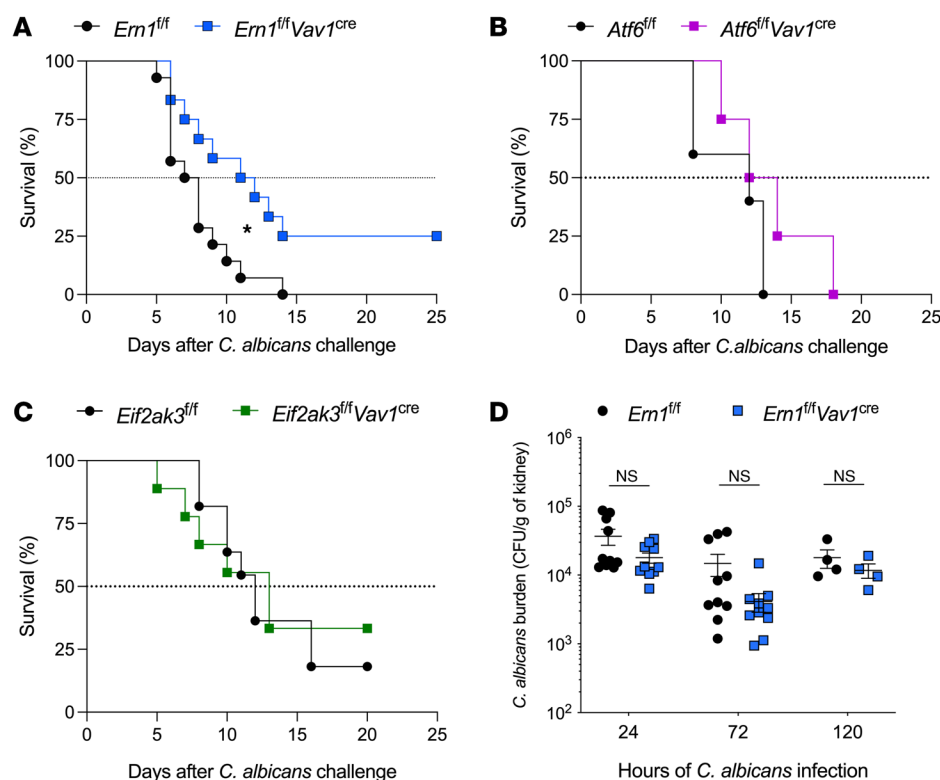 A
Ern1f/f Ern1f/fVav1cre
100
75
50
25
0
Survival (%)
*
0 5 10 15 20 25
Days after C. albicans challenge
B
Atf6f/f Atf6f/fVav1cre
100
75
50
25
0
Survival (%)
0 5 10 15 20 25
Days after C.albicans challenge
C
Eif2ak3f/f Eif2ak3f/fVav1cre
100
75
50
25
0
Survival (%)
0 5 10 15 20 25
Days after C. albicans challenge
D
Ern1f/f Ern1f/fVav1cre
10⁶
10⁵
10⁴
10³
10²
C. albicans burden (CFU/g of kidney)
NS NS NS
24 72 120
Hours of C. albicans infection